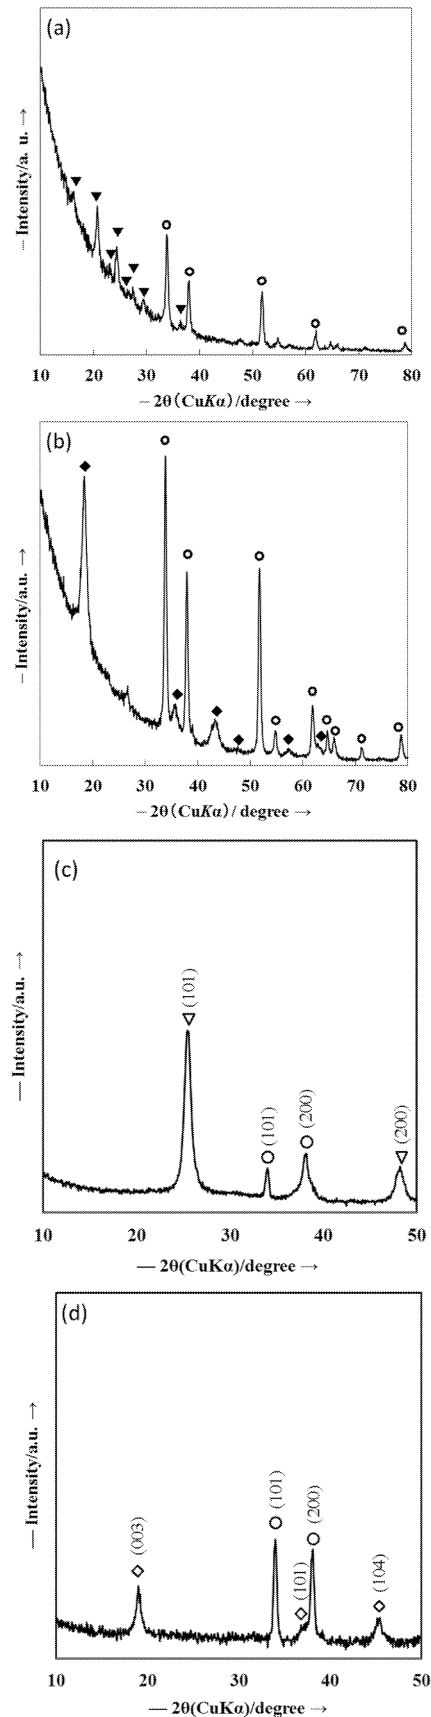 (a)
– Intensity/a. u. →
10 20 30 40 50 60 70 80
– 2θ (CuKα) /degree →
(b)
– Intensity/a.u. →
10 20 30 40 50 60 70 80
– 2θ (CuKα) / degree →
(c)
— Intensity/a.u. →
(101)
(101)
(200)
(200)
10 20 30 40 50
— 2θ(CuKα)/degree →
(d)
— Intensity/a.u. →
(003)
(101)
(101)
(200)
(104)
10 20 30 40 50
— 2θ(CuKα)/degree →